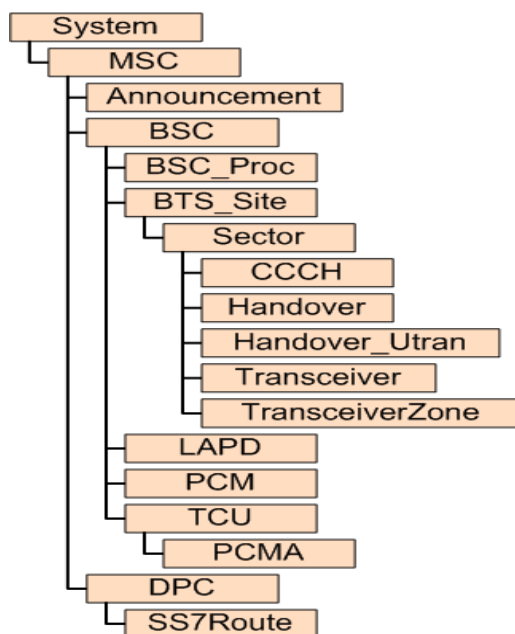 System
MSC
Announcement
BSC
BSC_Proc
BTS_Site
Sector
CCCH
Handover
Handover_Utran
Transceiver
TransceiverZone
LAPD
PCM
TCU
PCMA
DPC
SS7Route